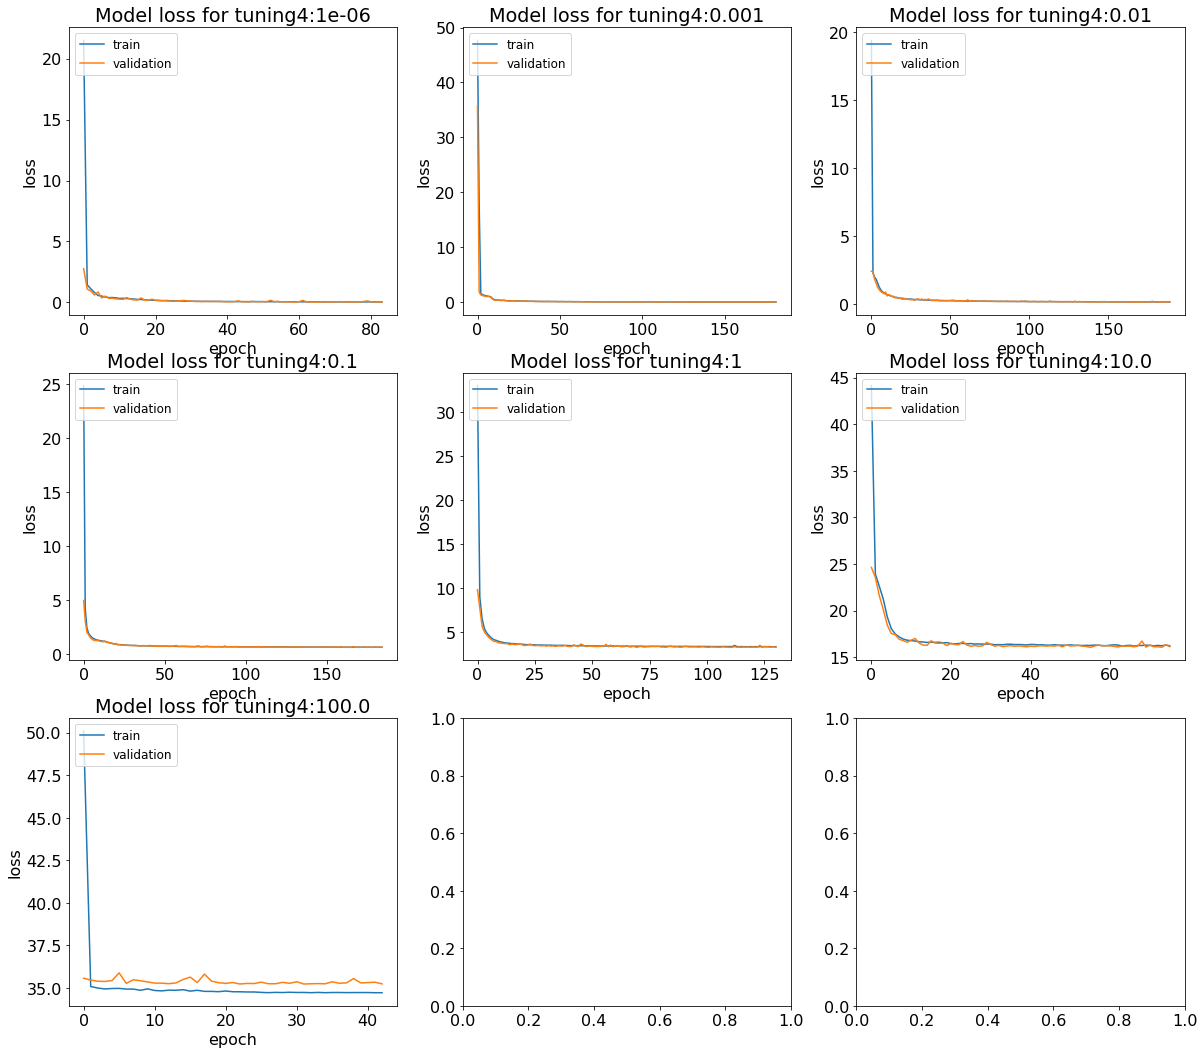 Model loss for tuning4:1e-06
train
validation
20
15
10
5
0
loss
0 20 40 60 80
epoch
Model loss for tuning4:0.001
train
validation
50
40
30
20
10
0
loss
0 50 100 150
epoch
Model loss for tuning4:0.01
train
validation
20
15
10
5
0
loss
0 50 100 150
epoch
Model loss for tuning4:0.1
train
validation
25
20
15
10
5
0
loss
0 50 100 150
epoch
Model loss for tuning4:1
train
validation
30
25
20
15
10
5
loss
0 25 50 75 100 125
epoch
Model loss for tuning4:10.0
train
validation
45
40
35
30
25
20
15
loss
0 20 40 60
epoch
Model loss for tuning4:100.0
train
validation
50.0
47.5
45.0
42.5
40.0
37.5
35.0
loss
0 10 20 30 40
epoch
1.0
0.8
0.6
0.4
0.2
0.0
0.0 0.2 0.4 0.6 0.8 1.0
1.0
0.8
0.6
0.4
0.2
0.0
0.0 0.2 0.4 0.6 0.8 1.0